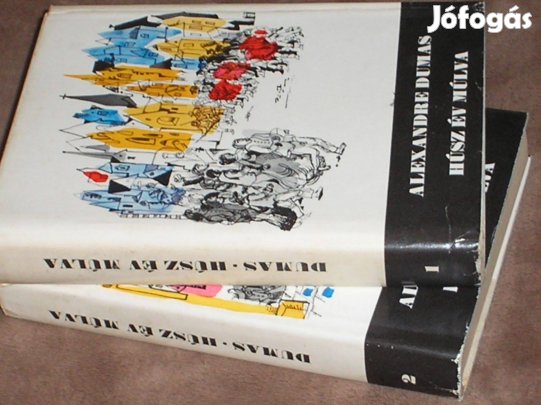 Jófogás
ALEXANDRE DUMAS
HÚSZ ÉV MÚLVA
DUMAS · HÚSZ ÉV MÚLVA
1
DUMAS · HÚSZ ÉV MÚLVA
2